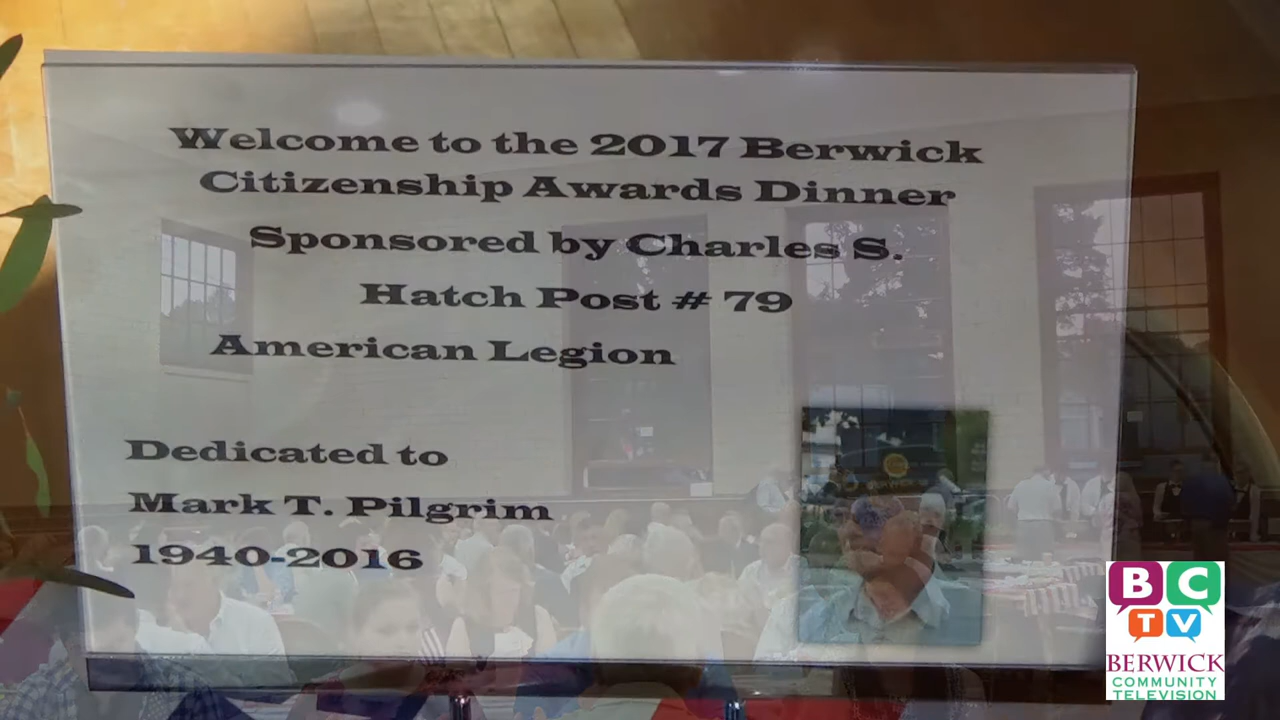 Welcome to the 2017 Berwick
Citizenship Awards Dinner
Sponsored by Charles S.
Hatch Post # 79
American Legion
Dedicated to
Mark T. Pilgrim
1940-2016
BC
TV
BERWICK
COMMUNITY
TELEVISION